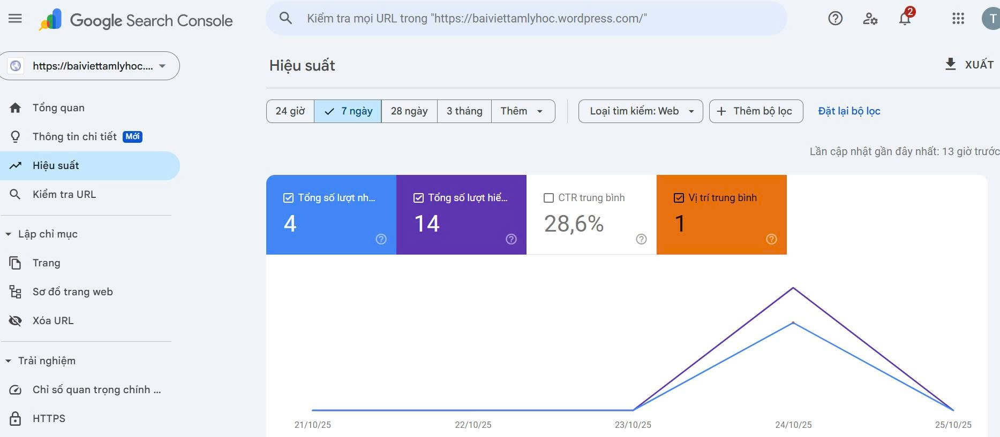 Google Search Console
Kiểm tra mọi URL trong "https://baiviettamlyhoc.wordpress.com/"
2
T
https://baiviettamlyhoc....
Tổng quan
Thông tin chi tiết Mới
Hiệu suất
Kiểm tra URL
Lập chỉ mục
Trang
Sơ đồ trang web
Xóa URL
Trải nghiệm
Chỉ số quan trọng chính ...
HTTPS
Hiệu suất
XUẤT
24 giờ 7 ngày 28 ngày 3 tháng Thêm Loại tìm kiếm: Web + Thêm bộ lọc Đặt lại bộ lọc
Lần cập nhật gần đây nhất: 13 giờ trước
Tổng số lượt nh...
4
Tổng số lượt hiể...
14
CTR trung bình
28,6%
Vị trí trung bình
1
21/10/25 22/10/25 23/10/25 24/10/25 25/10/25